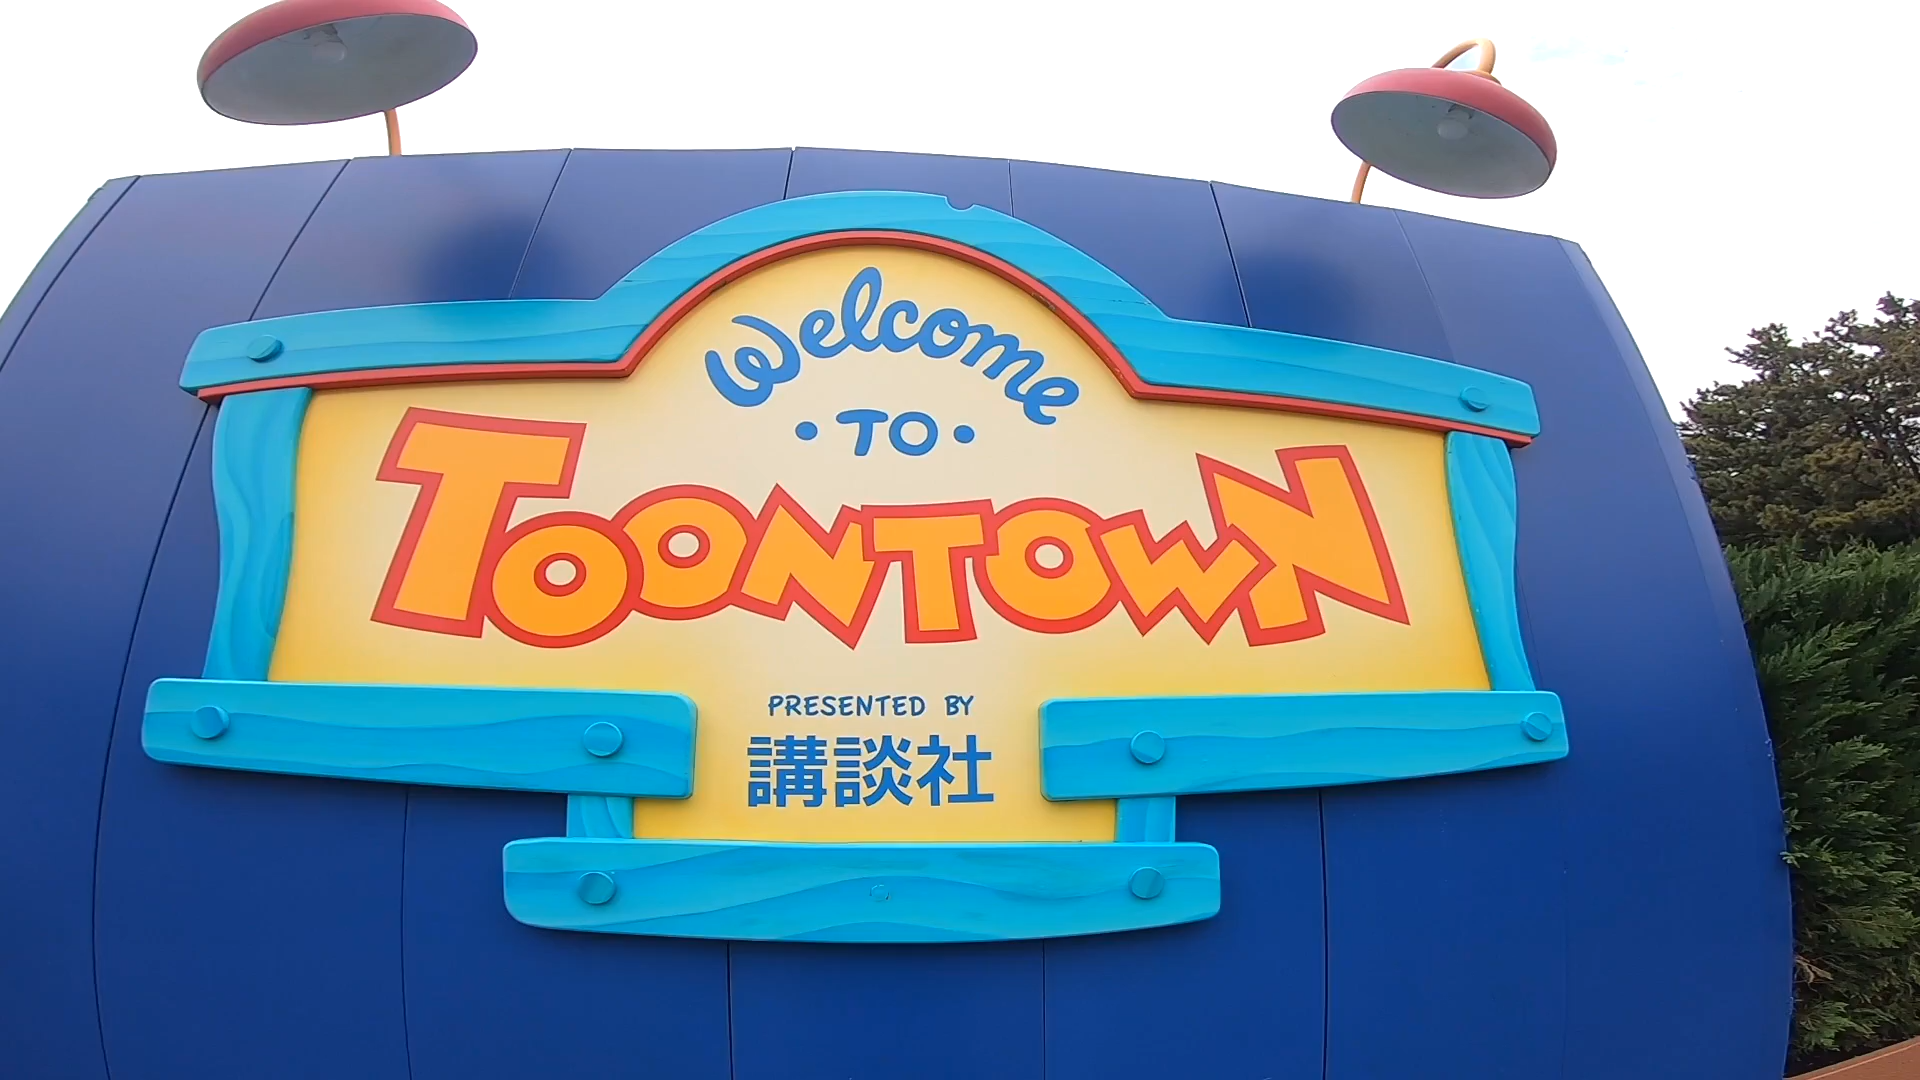 Welcome
• TO •
TOONTOWN
PRESENTED BY
講談社